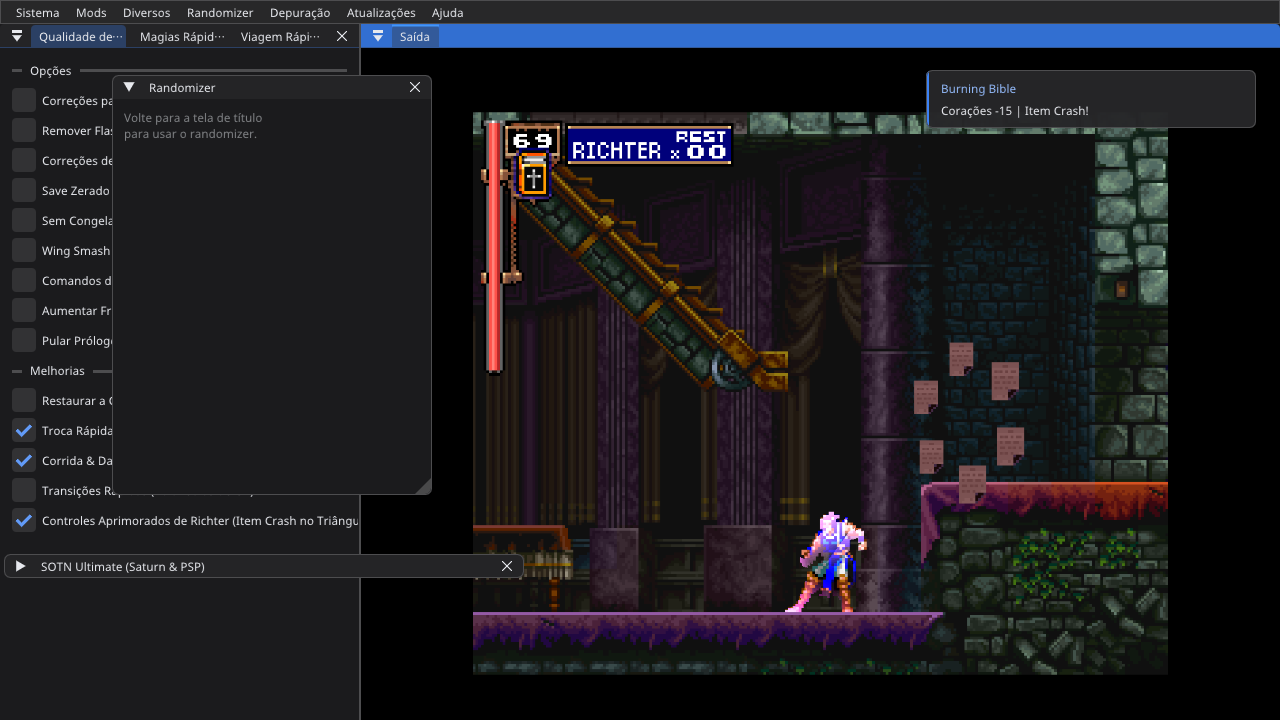 Sistema Mods Diversos Randomizer Depuração Atualizações Ajuda
Qualidade de··· Magias Rápid··· Viagem Rápi···
Saída
Opções
Correções pa
Remover Flas
Correções de
Save Zerado
Sem Congela
Wing Smash
Comandos d
Aumentar Fr
Pular Prólog
Melhorias
Restaurar a
Troca Rápida
Corrida & Da
Transições
Controles Aprimorados de Richter (Item Crash no Triângu
Randomizer
Volte para a tela de título
para usar o randomizer.
SOTN Ultimate (Saturn & PSP)
Burning Bible
Corações -15 | Item Crash!
69
REST
RICHTER x 00